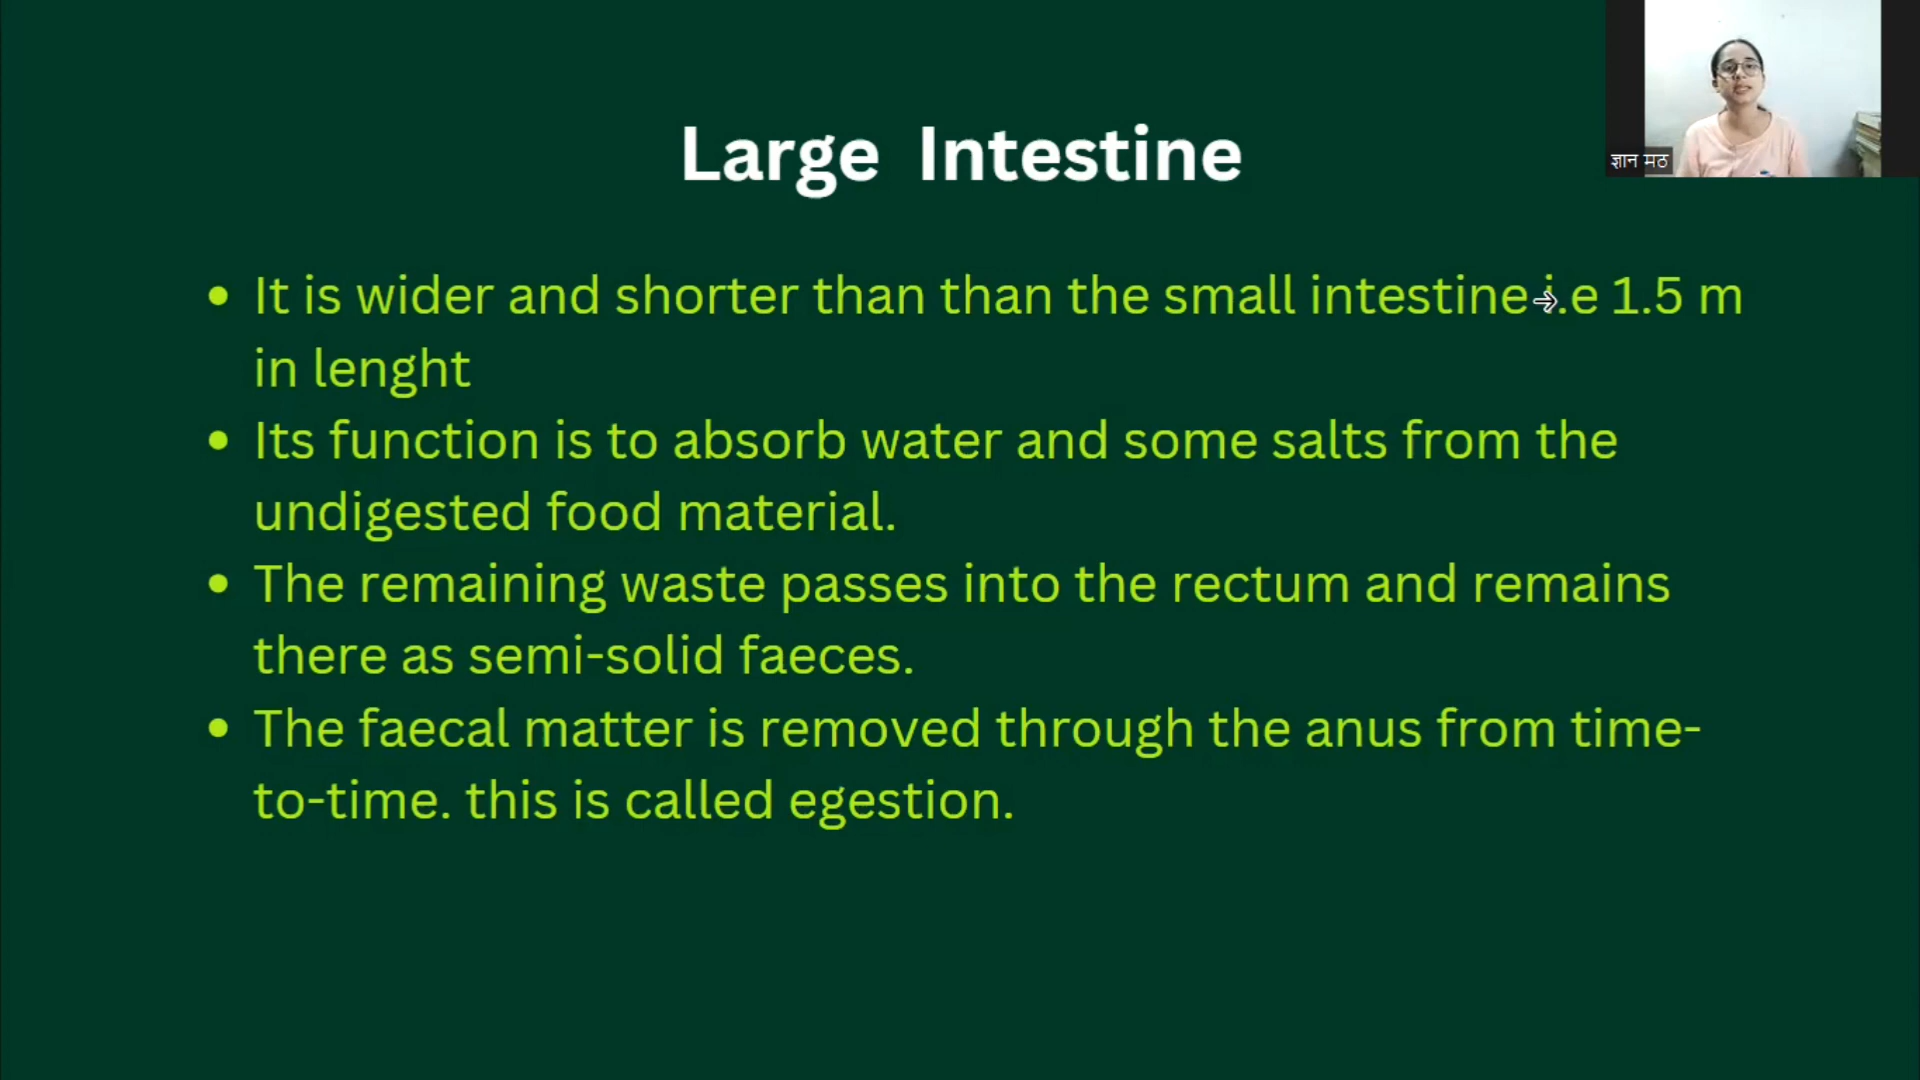 ज्ञान मठ
Large Intestine
• It is wider and shorter than than the small intestine i.e 1.5 m
in lenght
• Its function is to absorb water and some salts from the
undigested food material.
• The remaining waste passes into the rectum and remains
there as semi-solid faeces.
• The faecal matter is removed through the anus from time-
to-time. this is called egestion.